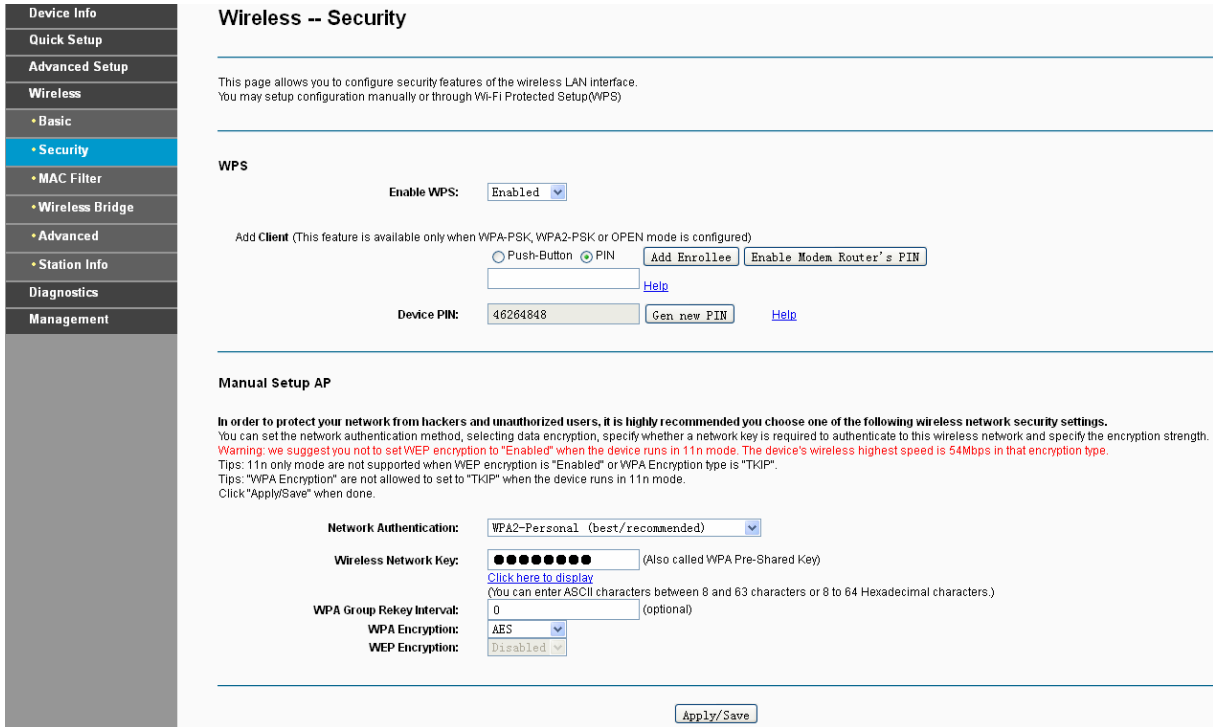 Device Info
Quick Setup
Advanced Setup
Wireless
• Basic
• Security
• MAC Filter
• Wireless Bridge
• Advanced
• Station Info
Diagnostics
Management
Wireless -- Security
This page allows you to configure security features of the wireless LAN interface.
You may setup configuration manually or through Wi-Fi Protected Setup(WPS)
WPS
Enable WPS: Enabled
Add Client (This feature is available only when WPA-PSK, WPA2-PSK or OPEN mode is configured)
Push-Button PIN Add Enrollee Enable Modem Router's PIN
Help
Device PIN: 46264848 Gen new PIN Help
Manual Setup AP
In order to protect your network from hackers and unauthorized users, it is highly recommended you choose one of the following wireless network security settings.
You can set the network authentication method, selecting data encryption, specify whether a network key is required to authenticate to this wireless network and specify the encryption strength.
Warning: we suggest you not to set WEP encryption to "Enabled" when the device runs in 11n mode. The device's wireless highest speed is 54Mbps in that encryption type.
Tips: 11n only mode are not supported when WEP encryption is "Enabled" or WPA Encryption type is "TKIP".
Tips: "WPA Encryption" are not allowed to set to "TKIP" when the device runs in 11n mode.
Click "Apply/Save" when done.
Network Authentication: WPA2-Personal (best/recommended)
Wireless Network Key: ●●●●●●●● (Also called WPA Pre-Shared Key)
Click here to display
(You can enter ASCII characters between 8 and 63 characters or 8 to 64 Hexadecimal characters.)
WPA Group Rekey Interval: 0 (optional)
WPA Encryption: AES
WEP Encryption: Disabled
Apply/Save